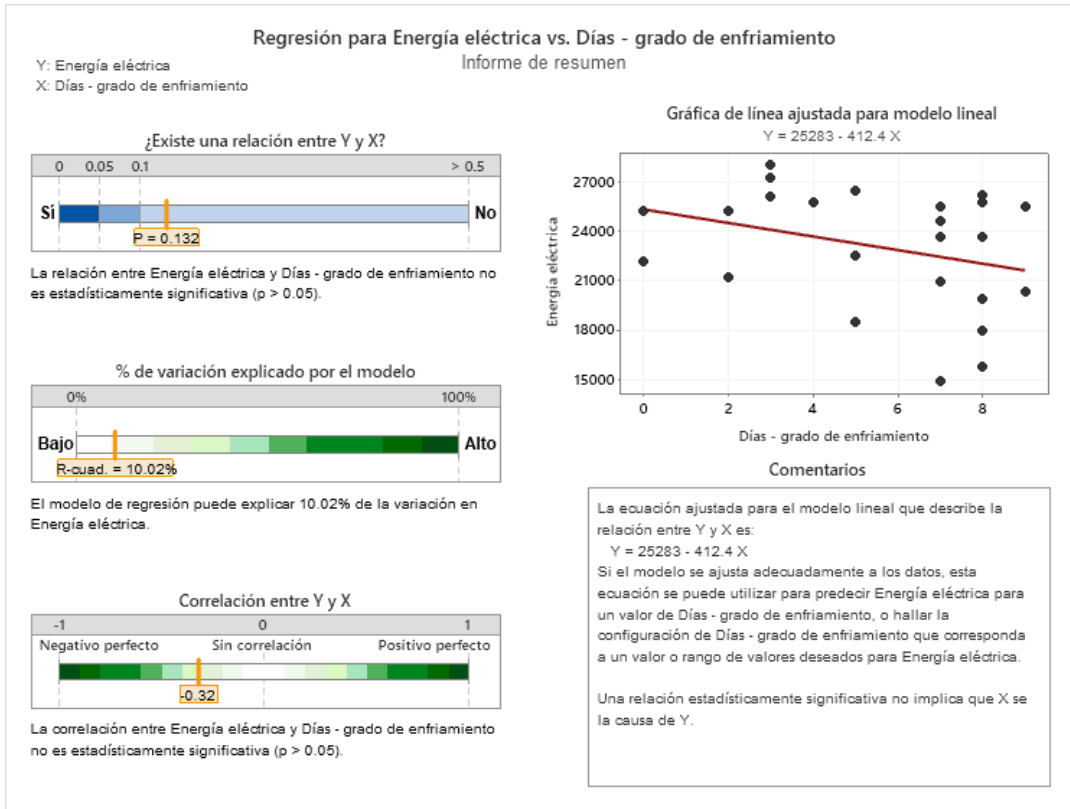 Regresión para Energía eléctrica vs. Días - grado de enfriamiento
Informe de resumen
Y: Energía eléctrica
X: Días - grado de enfriamiento
¿Existe una relación entre Y y X?
0 0.05 0.1 > 0.5
Sí No
P = 0.132
La relación entre Energía eléctrica y Días - grado de enfriamiento no
es estadísticamente significativa (p > 0.05).
% de variación explicado por el modelo
0% 100%
Bajo Alto
R-cuad. = 10.02%
El modelo de regresión puede explicar 10.02% de la variación en
Energía eléctrica.
Correlación entre Y y X
-1 0 1
Negativo perfecto Sin correlación Positivo perfecto
-0.32
La correlación entre Energía eléctrica y Días - grado de enfriamiento
no es estadísticamente significativa (p > 0.05).
Gráfica de línea ajustada para modelo lineal
Y = 25283 - 412.4 X
Energía eléctrica
27000
24000
21000
18000
15000
0 2 4 6 8
Días - grado de enfriamiento
Comentarios
La ecuación ajustada para el modelo lineal que describe la
relación entre Y y X es:
Y = 25283 - 412.4 X
Si el modelo se ajusta adecuadamente a los datos, esta
ecuación se puede utilizar para predecir Energía eléctrica para
un valor de Días - grado de enfriamiento, o hallar la
configuración de Días - grado de enfriamiento que corresponda
a un valor o rango de valores deseados para Energía eléctrica.
Una relación estadísticamente significativa no implica que X se
la causa de Y.